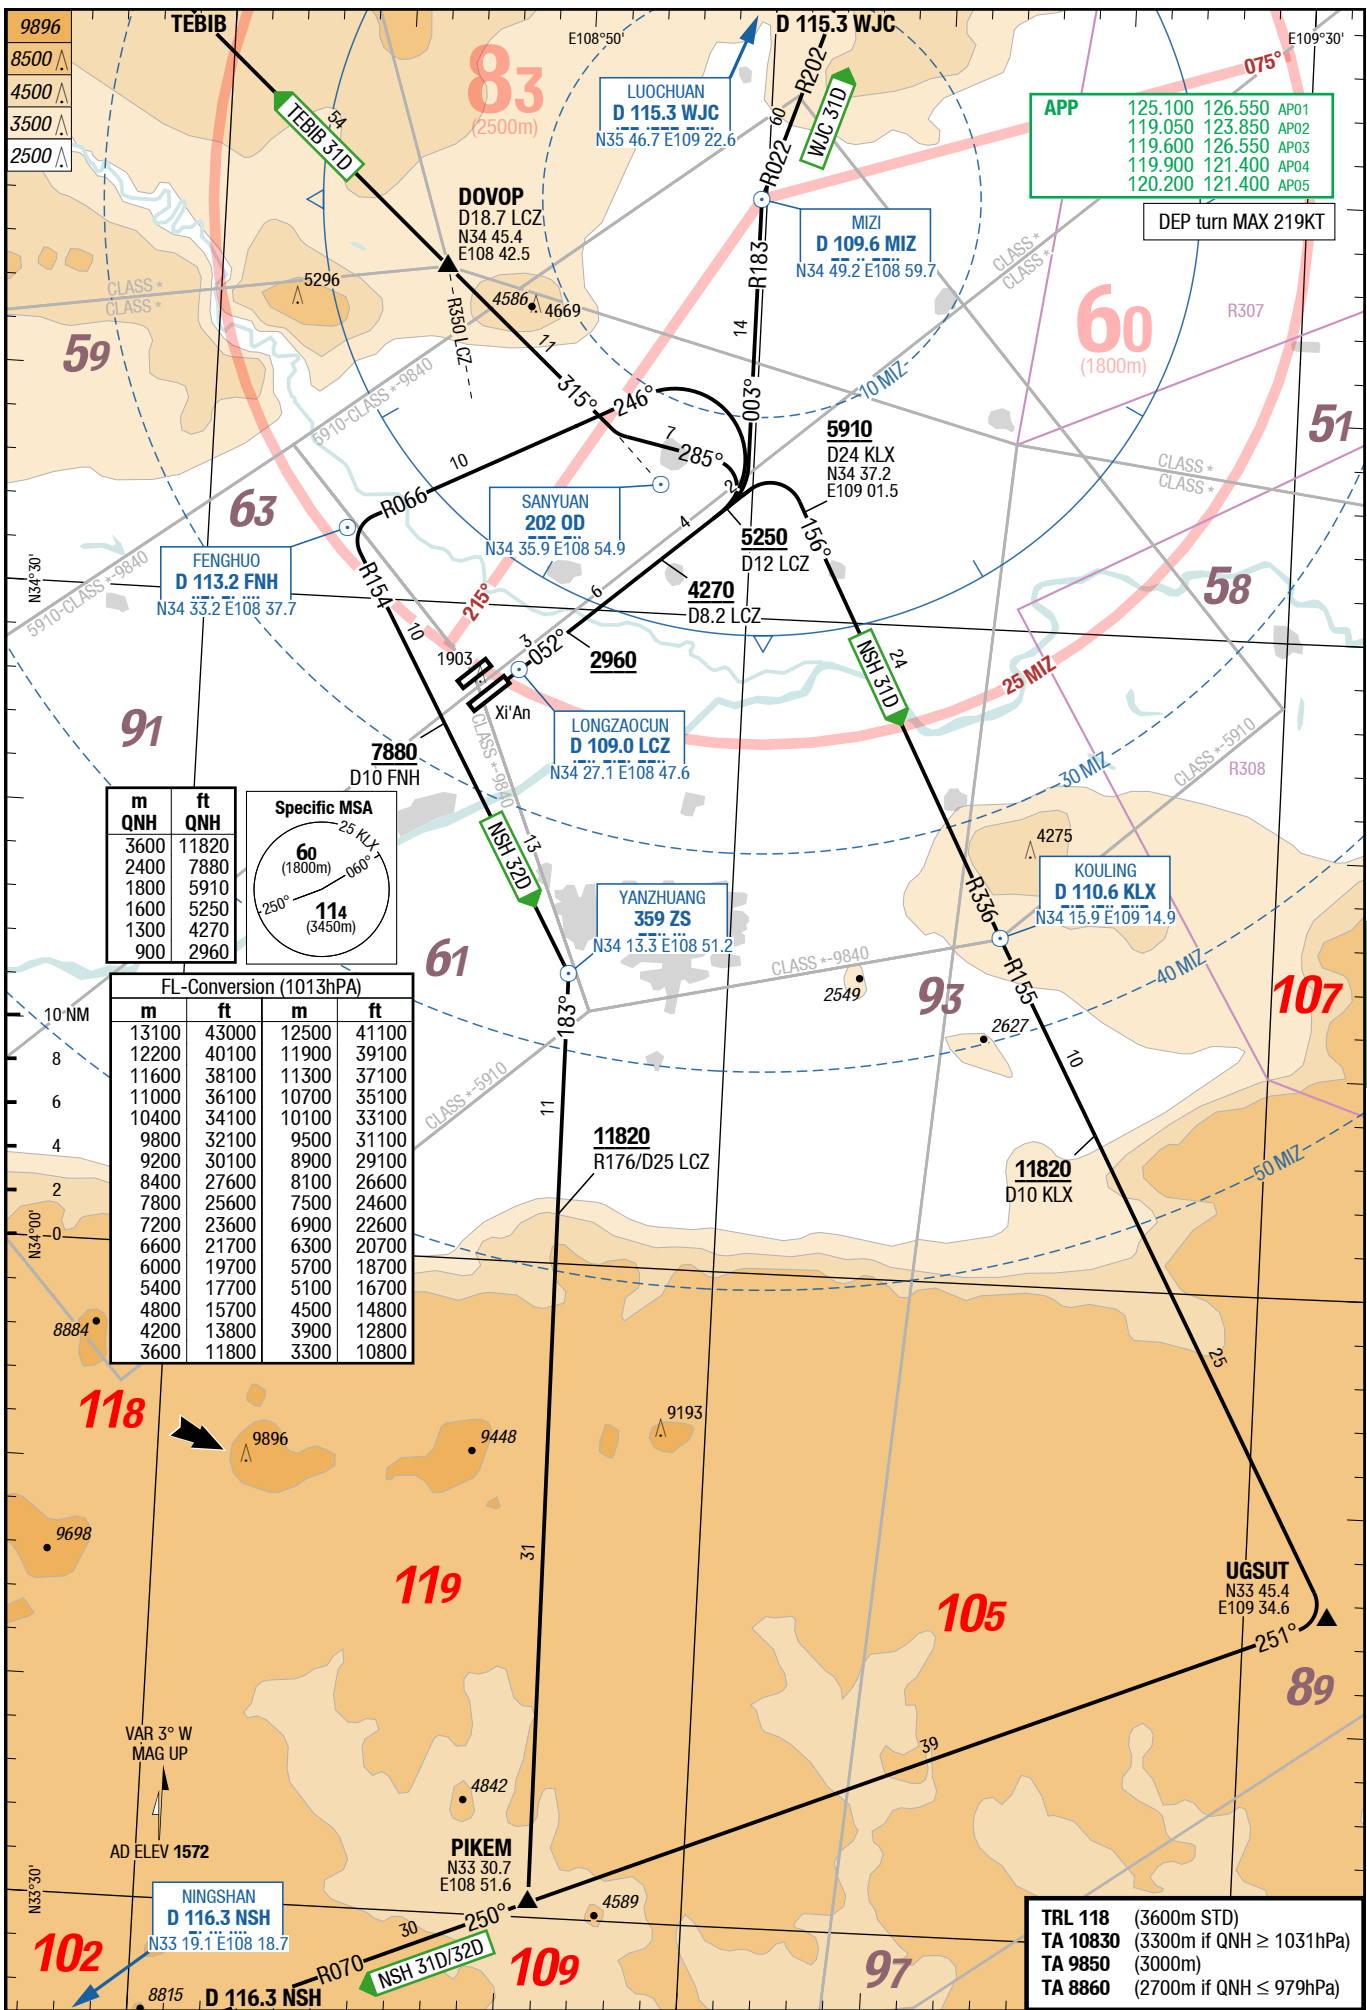 9896
8500
4500
3500
2500
TEBIB
54
TEBIB 31D
83
(2500m)
E108°50'
D 115.3 WJC
R202
60
WJC 31D
R022
E109°30'
075°
LUOCHUAN
D 115.3 WJC
N35 46.7 E109 22.6
APP 125.100 126.550 AP01
119.050 123.850 AP02
119.600 126.550 AP03
119.900 121.400 AP04
120.200 121.400 AP05
DEP turn MAX 219KT
DOVOP
D18.7 LCZ
N34 45.4
E108 42.5
MIZI
D 109.6 MIZ
N34 49.2 E108 59.7
CLASS *
CLASS *
5296
R350 LCZ
4586
4669
R183
14
003°
CLASS *
CLASS *
60
(1800m)
R307
59
11
315°
5910-CLASS *-9840
246°
10 MIZ
7
285°
10
R066
5910
D24 KLX
N34 37.2
E109 01.5
51
CLASS *
CLASS *
63
SANYUAN
202 OD
N34 35.9 E108 54.9
2
4
156°
5250
D12 LCZ
FENGHUO
D 113.2 FNH
N34 33.2 E108 37.7
N34°30'
5910-CLASS *-9840
R154
10
215°
6
4270
D8.2 LCZ
58
3
052°
2960
1903
Xi'An
NSH 31D
24
25 MIZ
91
LONGZAOCUN
D 109.0 LCZ
N34 27.1 E108 47.6
7880
D10 FNH
CLASS *-9840
30 MIZ
CLASS *-5910
R308
m ft
QNH QNH
3600 11820
2400 7880
1800 5910
1600 5250
1300 4270
900 2960
Specific MSA
25 KLX
60
(1800m)
060°
250°
114
(3450m)
NSH 32D
13
4275
KOULING
D 110.6 KLX
N34 15.9 E109 14.9
R336
YANZHUANG
359 ZS
N34 13.3 E108 51.2
61
CLASS *-9840
R155
40 MIZ
2549
93
107
2627
10
183°
FL-Conversion (1013hPA)
m ft m ft
13100 43000 12500 41100
12200 40100 11900 39100
11600 38100 11300 37100
11000 36100 10700 35100
10400 34100 10100 33100
9800 32100 9500 31100
9200 30100 8900 29100
8400 27600 8100 26600
7800 25600 7500 24600
7200 23600 6900 22600
6600 21700 6300 20700
6000 19700 5700 18700
5400 17700 5100 16700
4800 15700 4500 14800
4200 13800 3900 12800
3600 11800 3300 10800
10 NM
8
6
4
2
0
N34°00'
CLASS *-5910
11
11820
R176/D25 LCZ
11820
D10 KLX
50 MIZ
8884
25
118
9896
9448
9193
9698
31
119
105
UGSUT
N33 45.4
E109 34.6
251°
89
VAR 3° W
MAG UP
39
4842
AD ELEV 1572
PIKEM
N33 30.7
E108 51.6
N33°30'
NINGSHAN
D 116.3 NSH
N33 19.1 E108 18.7
250°
30
4589
R070
NSH 31D/32D
102
109
97
8815
D 116.3 NSH
TRL 118 (3600m STD)
TA 10830 (3300m if QNH ≥ 1031hPa)
TA 9850 (3000m)
TA 8860 (2700m if QNH ≤ 979hPa)